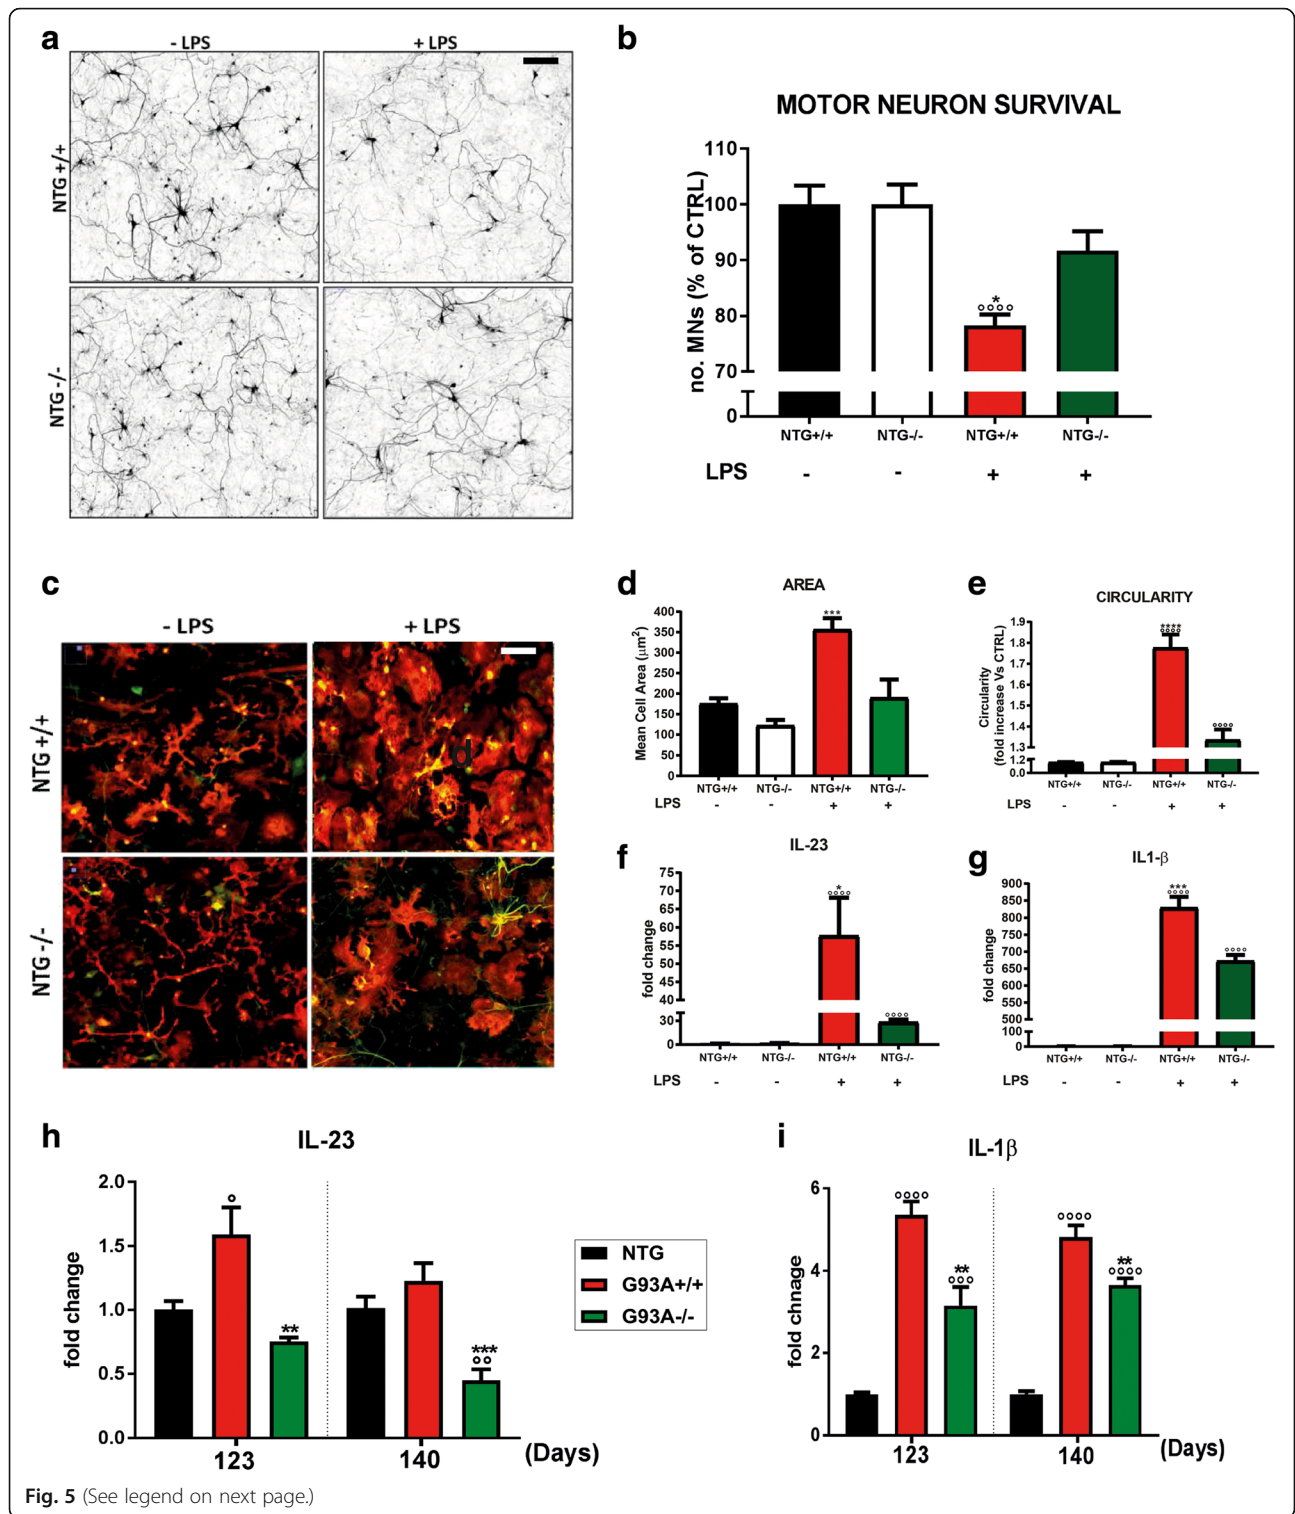 a
- LPS
+ LPS
NTG +/+
NTG -/-
b
MOTOR NEURON SURVIVAL
no. MNs (% of CTRL)
110
100
90
80
70
0
*
°°°°
NTG+/+
NTG-/-
NTG+/+
NTG-/-
LPS - - + +
c
- LPS
+ LPS
NTG +/+
NTG -/-
d
d
AREA
Mean Cell Area (μm²)
400
350
300
250
200
150
100
50
0
***
NTG+/+ NTG-/- NTG+/+ NTG-/-
LPS - - + +
e
CIRCULARITY
Circularity
(fold increase Vs CTRL)
1.9
1.8
1.7
1.6
1.5
1.4
1.3
1.2
0.0
****
°°°°
°°°°
NTG+/+ NTG-/- NTG+/+ NTG-/-
- - + +
f
IL-23
fold change
75
70
65
60
55
50
45
40
30
0
*
°°°°
°°°°
NTG+/+ NTG-/- NTG+/+ NTG-/-
LPS - - + +
g
IL1-β
fold change
900
850
800
750
700
650
600
550
500
100
0
***
°°°°
°°°°
NTG+/+ NTG-/- NTG+/+ NTG-/-
LPS - - + +
h
IL-23
fold change
2.0
1.5
1.0
0.5
0.0
°
**
***
°°
123 140 (Days)
NTG
G93A+/+
G93A-/-
i
IL-1β
fold chnage
6
4
2
0
°°°°
**
°°°
°°°°
**
°°°°
123 140 (Days)
Fig. 5 (See legend on next page.)